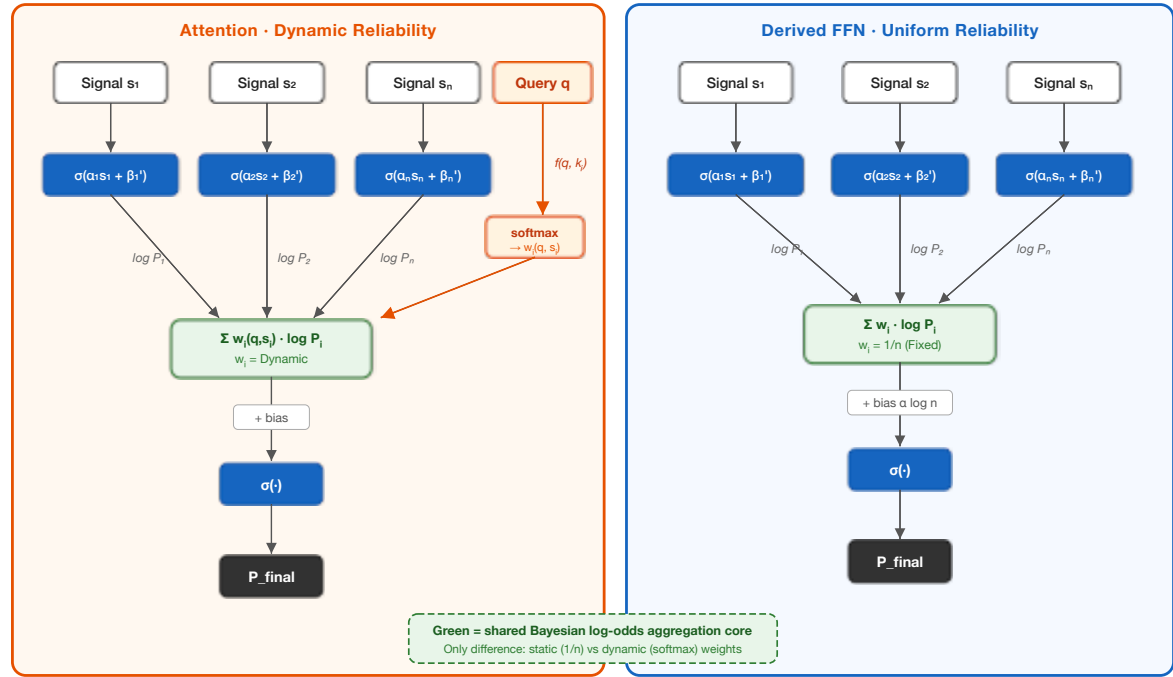 Attention · Dynamic Reliability
Signal s₁
Signal s₂
Signal sₙ
Query q
σ(α₁s₁ + β₁')
σ(α₂s₂ + β₂')
σ(αₙsₙ + βₙ')
f(q, kⱼ)
softmax
→ wᵢ(q, sᵢ)
log P₁
log P₂
log Pₙ
Σ wᵢ(q,sᵢ) · log Pᵢ
wᵢ = Dynamic
+ bias
σ(·)
P_final
Derived FFN · Uniform Reliability
Signal s₁
Signal s₂
Signal sₙ
σ(α₁s₁ + β₁')
σ(α₂s₂ + β₂')
σ(αₙsₙ + βₙ')
log P₁
log P₂
log Pₙ
Σ wᵢ · log Pᵢ
wᵢ = 1/n (Fixed)
+ bias α log n
σ(·)
P_final
Green = shared Bayesian log-odds aggregation core
Only difference: static (1/n) vs dynamic (softmax) weights